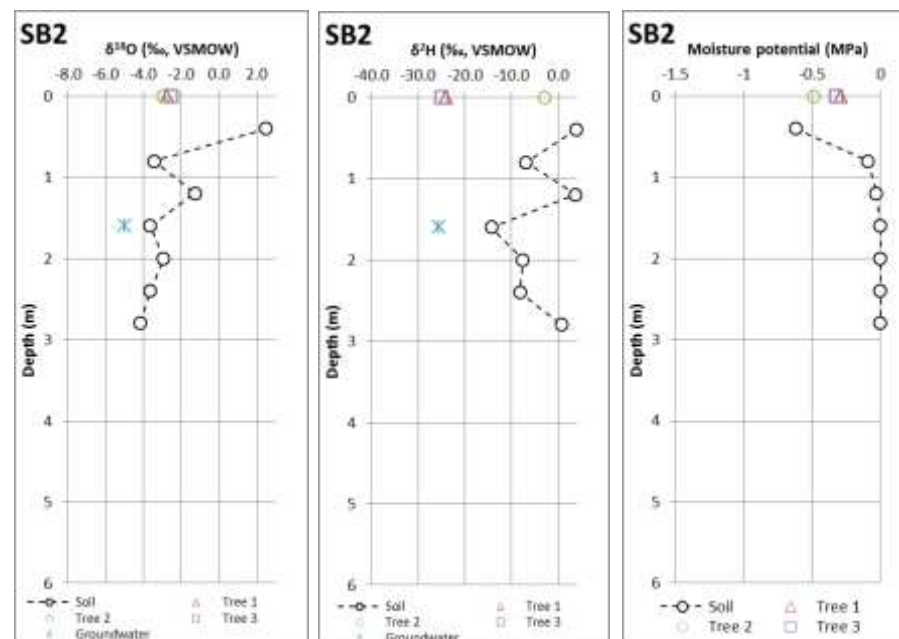 SB2
δ¹⁸O (‰, VSMOW)
-8.0 -6.0 -4.0 -2.0 0.0 2.0
0
1
2
3
4
5
6
Depth (m)
Soil
Tree 1
Tree 2
Tree 3
Groundwater
SB2
δ²H (‰, VSMOW)
-40.0 -30.0 -20.0 -10.0 0.0
0
1
2
3
4
5
6
Depth (m)
Soil
Tree 1
Tree 2
Tree 3
Groundwater
SB2
Moisture potential (MPa)
-1.5 -1 -0.5 0
0
1
2
3
4
5
6
Depth (m)
Soil
Tree 1
Tree 2
Tree 3